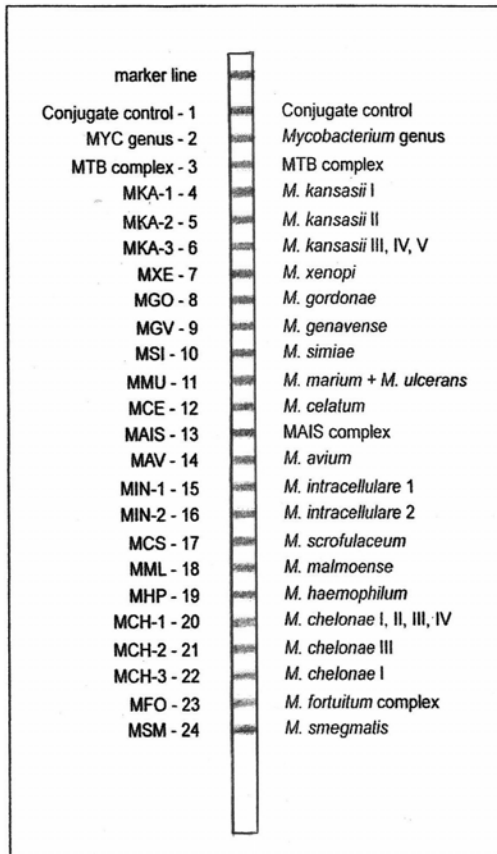 marker line
Conjugate control - 1 Conjugate control
MYC genus - 2 Mycobacterium genus
MTB complex - 3 MTB complex
MKA-1 - 4 M. kansasii I
MKA-2 - 5 M. kansasii II
MKA-3 - 6 M. kansasii III, IV, V
MXE - 7 M. xenopi
MGO - 8 M. gordonae
MGV - 9 M. genavense
MSI - 10 M. simiae
MMU - 11 M. marium + M. ulcerans
MCE - 12 M. celatum
MAIS - 13 MAIS complex
MAV - 14 M. avium
MIN-1 - 15 M. intracellulare 1
MIN-2 - 16 M. intracellulare 2
MCS - 17 M. scrofulaceum
MML - 18 M. malmoense
MHP - 19 M. haemophilum
MCH-1 - 20 M. chelonae I, II, III, IV
MCH-2 - 21 M. chelonae III
MCH-3 - 22 M. chelonae I
MFO - 23 M. fortuitum complex
MSM - 24 M. smegmatis